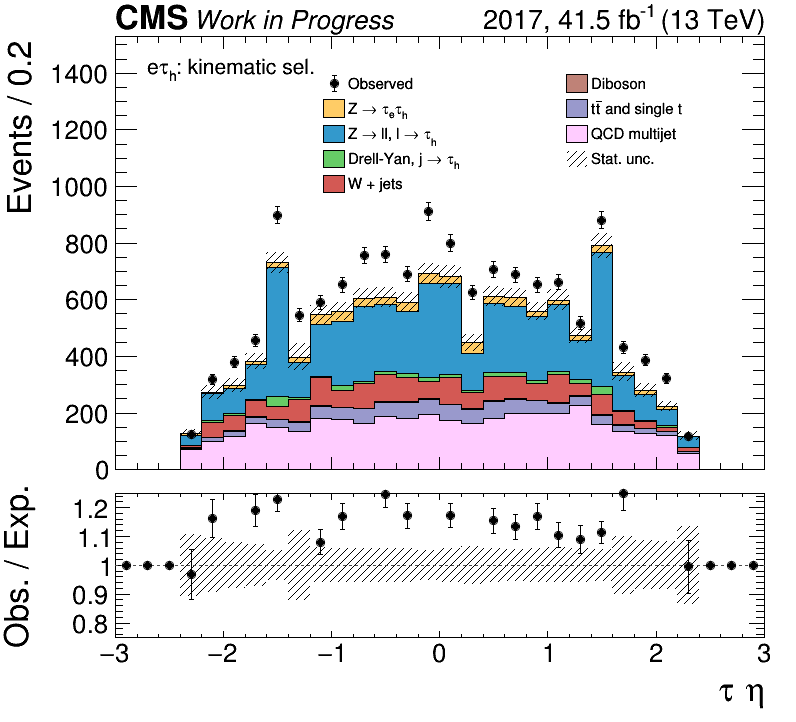 CMS Work in Progress 2017, 41.5 fb⁻¹ (13 TeV)
eτₕ: kinematic sel.
Observed
Z → τₑτₕ
Z → ll, l → τₕ
Drell-Yan, j → τₕ
W + jets
Diboson
tt̄ and single t
QCD multijet
Stat. unc.
Events / 0.2
1400
1200
1000
800
600
400
200
0
Obs. / Exp.
1.2
1.1
1
0.9
0.8
−3 −2 −1 0 1 2 3
τ η